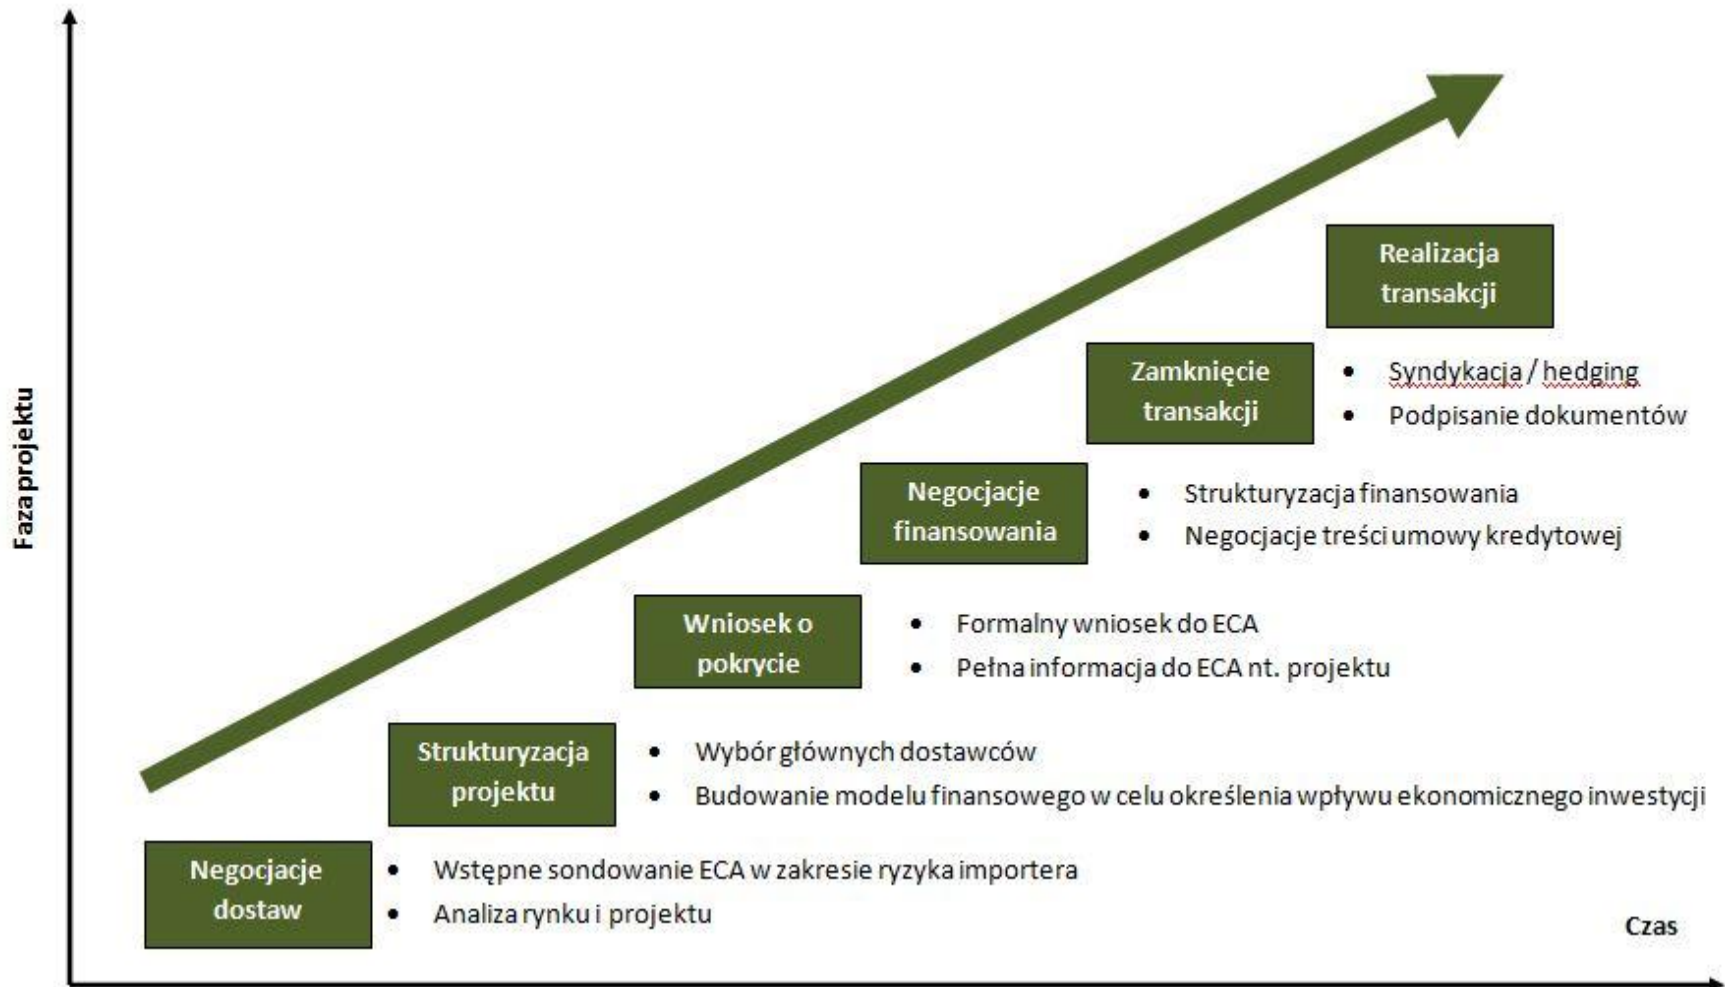 Faza projektu
Realizacja
transakcji
Zamknięcie
transakcji
• Syndykacja / hedging
• Podpisanie dokumentów
Negocjacje
finansowania
• Strukturyzacja finansowania
• Negocjacje treści umowy kredytowej
Wniosek o
pokrycie
• Formalny wniosek do ECA
• Pełna informacja do ECA nt. projektu
Strukturyzacja
projektu
• Wybór głównych dostawców
• Budowanie modelu finansowego w celu określenia wpływu ekonomicznego inwestycji
Negocjacje
dostaw
• Wstępne sondowanie ECA w zakresie ryzyka importera
• Analiza rynku i projektu
Czas